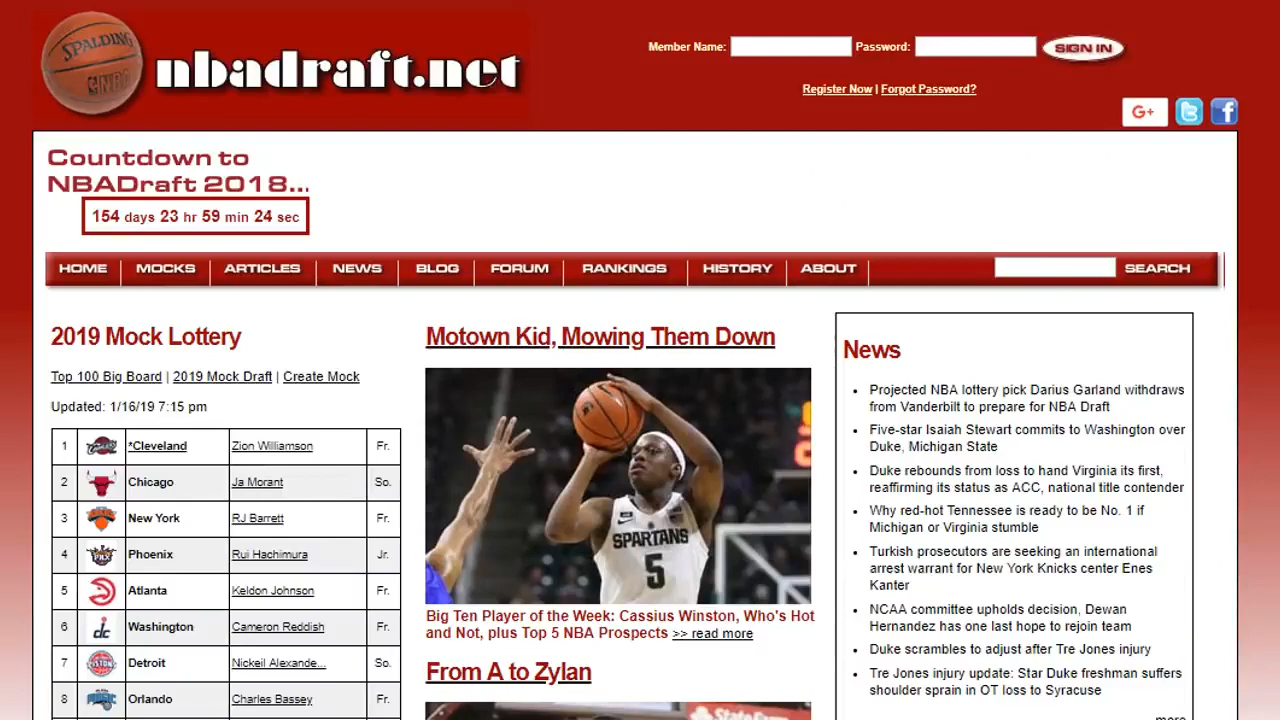 SPALDING
nbadraft.net
Member Name: Password: SIGN IN
Register Now | Forgot Password?
G+
Countdown to
NBADraft 2018...
154 days 23 hr 59 min 24 sec
HOME MOCKS ARTICLES NEWS BLOG FORUM RANKINGS HISTORY ABOUT SEARCH
2019 Mock Lottery
Top 100 Big Board | 2019 Mock Draft | Create Mock
Updated: 1/16/19 7:15 pm
1 *Cleveland Zion Williamson Fr.
2 Chicago Ja Morant So.
3 New York RJ Barrett Fr.
4 Phoenix Rui Hachimura Jr.
5 Atlanta Keldon Johnson Fr.
6 Washington Cameron Reddish Fr.
7 Detroit Nickeil Alexande... So.
8 Orlando Charles Bassey Fr.
Motown Kid, Mowing Them Down
SPARTANS
5
Big Ten Player of the Week: Cassius Winston, Who's Hot
and Not, plus Top 5 NBA Prospects >> read more
From A to Zylan
News
Projected NBA lottery pick Darius Garland withdraws
from Vanderbilt to prepare for NBA Draft
Five-star Isaiah Stewart commits to Washington over
Duke, Michigan State
Duke rebounds from loss to hand Virginia its first,
reaffirming its status as ACC, national title contender
Why red-hot Tennessee is ready to be No. 1 if
Michigan or Virginia stumble
Turkish prosecutors are seeking an international
arrest warrant for New York Knicks center Enes
Kanter
NCAA committee upholds decision, Dewan
Hernandez has one last hope to rejoin team
Duke scrambles to adjust after Tre Jones injury
Tre Jones injury update: Star Duke freshman suffers
shoulder sprain in OT loss to Syracuse